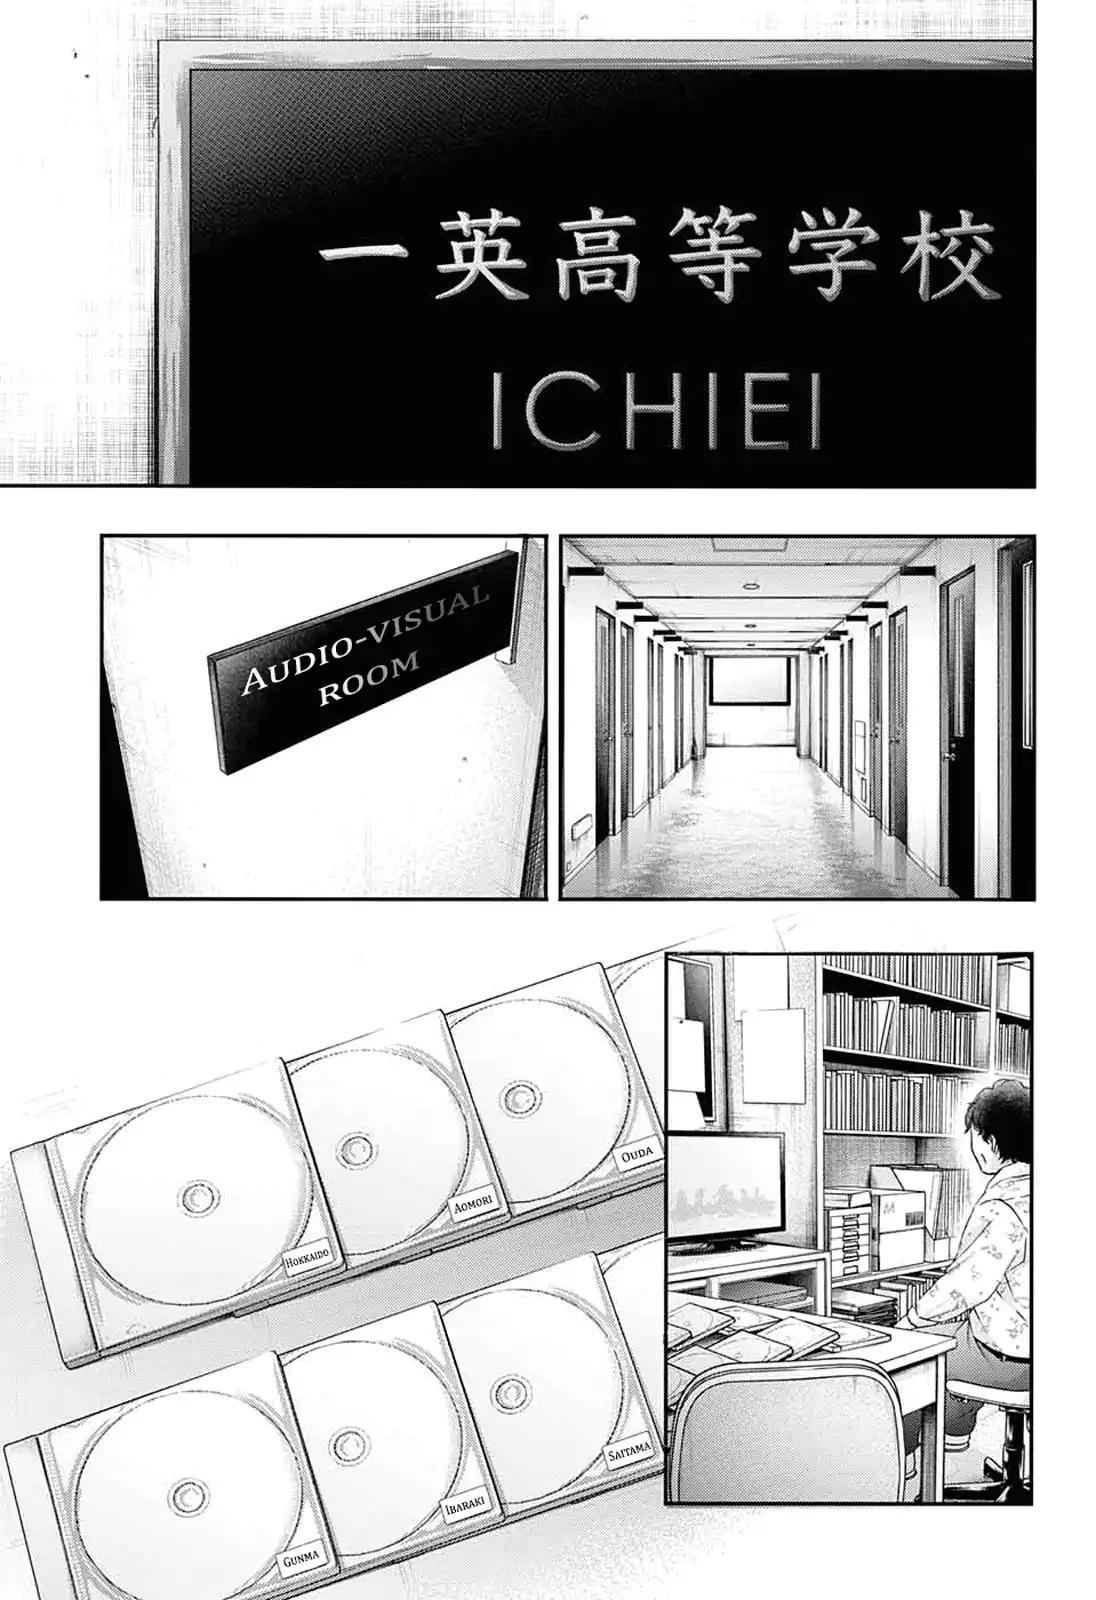 一英高等学校
ICHIEI
AUDIO-VISUAL
ROOM
OUDA
AOMORI
HOKKAIDO
SAITAMA
IBARAKI
GUNMA
M